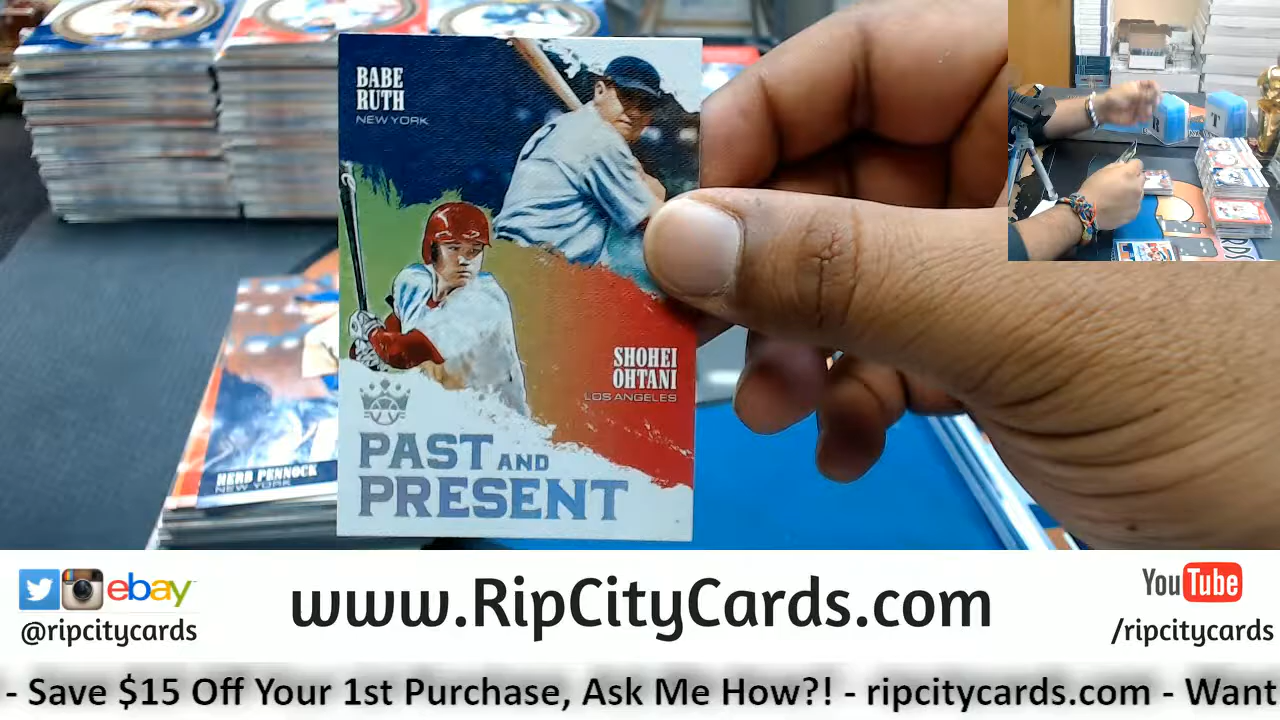 BABE
RUTH
NEW YORK
SHOHEI
OHTANI
LOS ANGELES
PAST AND
PRESENT
HERB PENNOCK
NEW YORK
ebay
@ripcitycards
www.RipCityCards.com
YouTube
/ripcitycards
- Save $15 Off Your 1st Purchase, Ask Me How?! - ripcitycards.com - Want